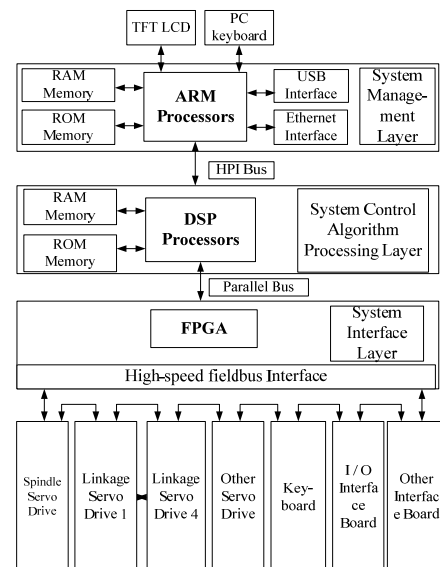 TFT LCD
PC
keyboard
RAM
Memory
ROM
Memory
ARM
Processors
USB
Interface
Ethernet
Interface
System
Manage-
ment
Layer
HPI Bus
RAM
Memory
ROM
Memory
DSP
Processors
System Control
Algorithm
Processing Layer
Parallel Bus
FPGA
System
Interface
Layer
High-speed fieldbus Interface
Spindle
Servo
Drive
Linkage
Servo
Drive 1
Linkage
Servo
Drive 4
Other
Servo
Drive
Key-
board
I / O
Interfa
ce
Board
Other
Interfac
e Board